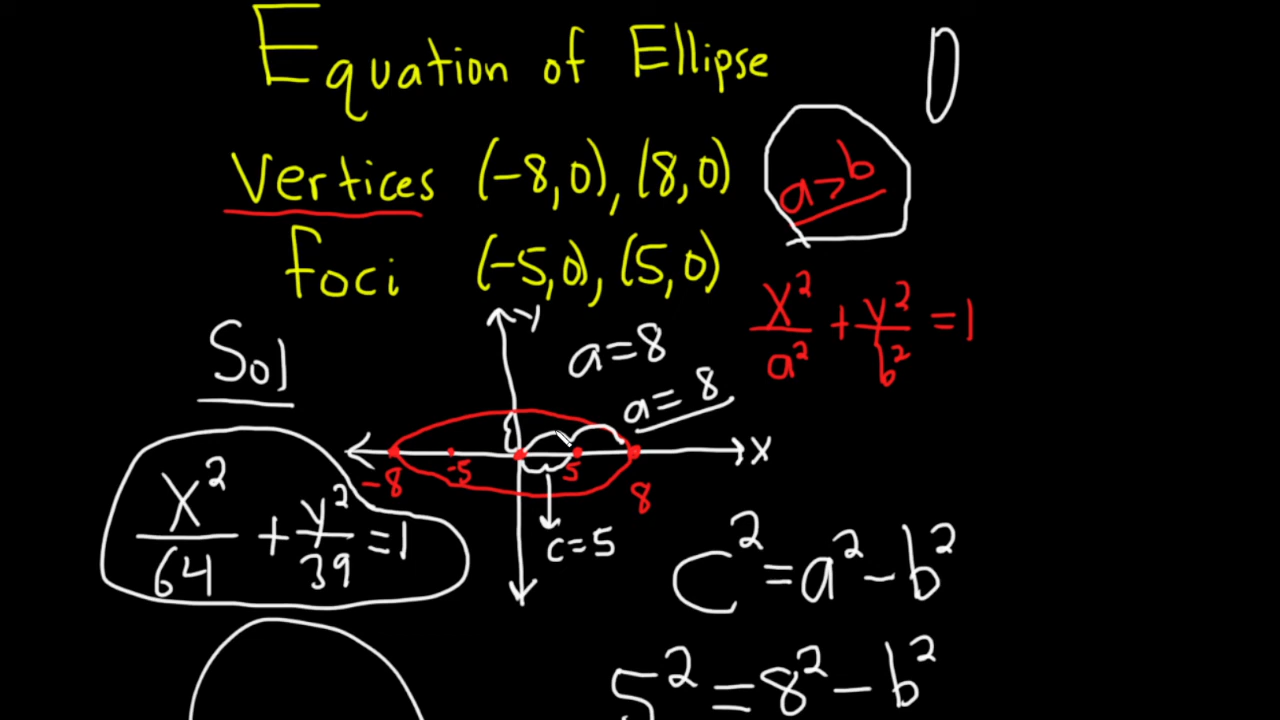 Equation of Ellipse
Vertices (-8,0), (8,0)
a>b
foci (-5,0), (5,0)
x²/a² + y²/b² = 1
Sol
y
a=8
a=8
x
-8 -5 5 8
c=5
x²/64 + y²/39 = 1
c² = a² - b²
5² = 8² - b²